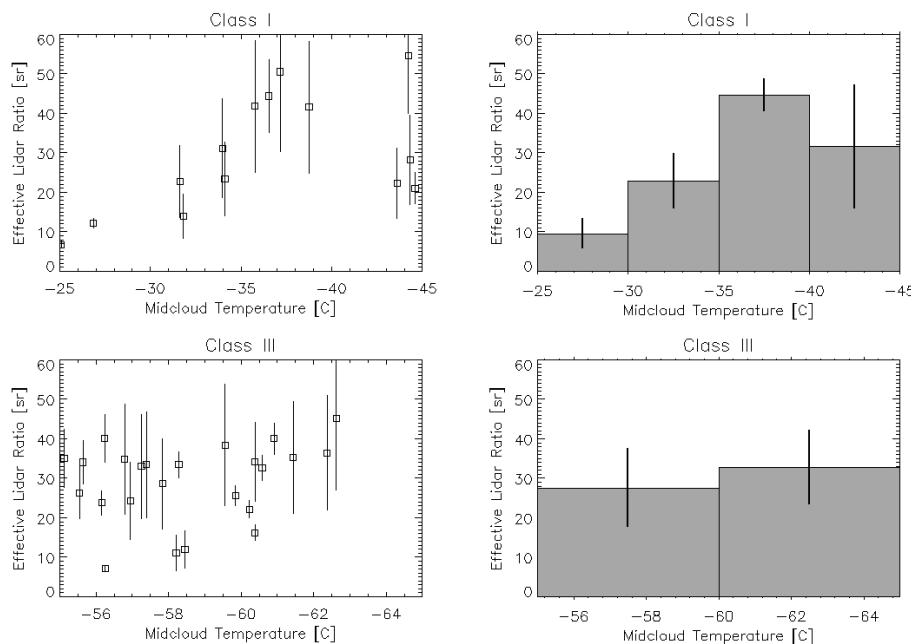 Class I
Effective Lidar Ratio [sr]
60
50
40
30
20
10
0
-25 -30 -35 -40 -45
Midcloud Temperature [C]
Class I
Effective Lidar Ratio [sr]
60
50
40
30
20
10
0
-25 -30 -35 -40 -45
Midcloud Temperature [C]
Class III
Effective Lidar Ratio [sr]
60
50
40
30
20
10
0
-56 -58 -60 -62 -64
Midcloud Temperature [C]
Class III
Effective Lidar Ratio [sr]
60
50
40
30
20
10
0
-56 -58 -60 -62 -64
Midcloud Temperature [C]